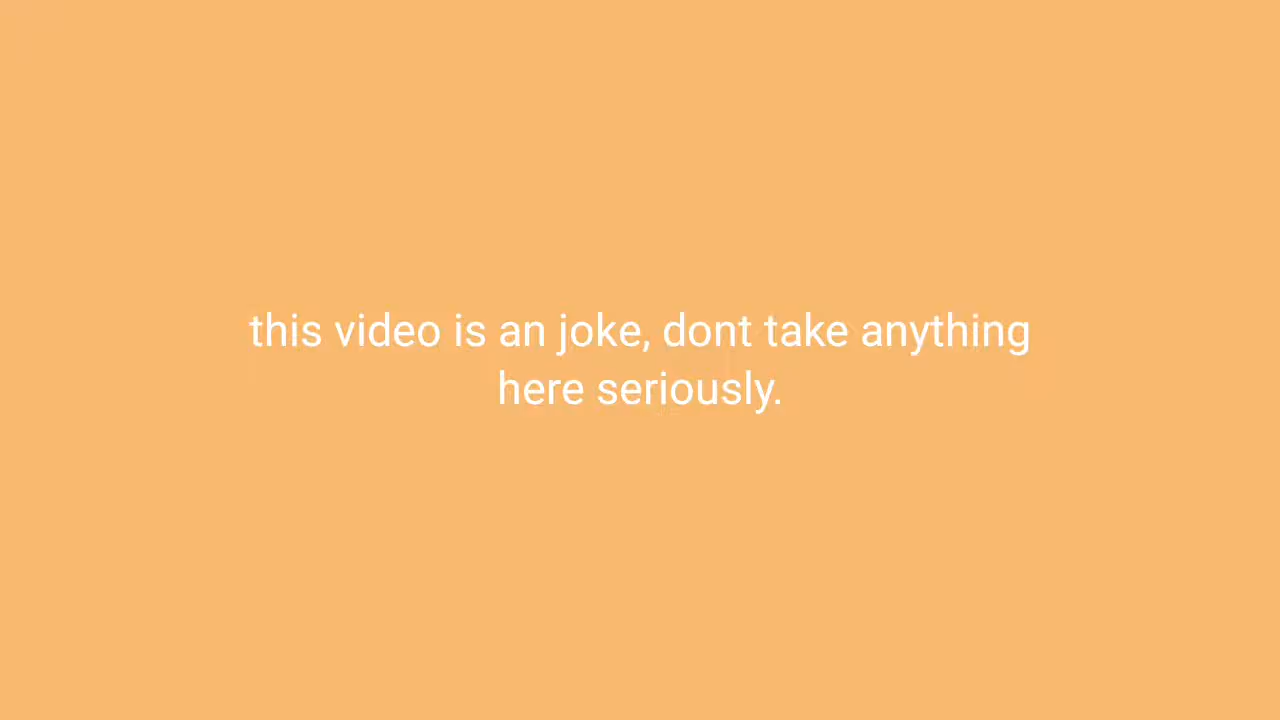 this video is an joke, dont take anything
here seriously.